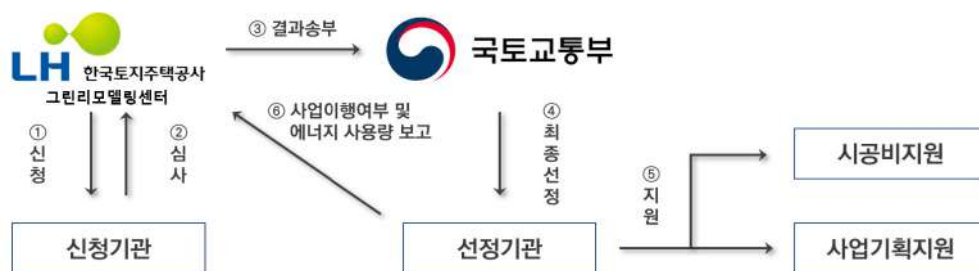 ③ 결과송부
LH 한국토지주택공사
그린리모델링센터
국토교통부
① 신청
② 심사
⑥ 사업이행여부 및
에너지 사용량 보고
④ 최종선정
⑤ 지원
시공비지원
신청기관
선정기관
사업기획지원